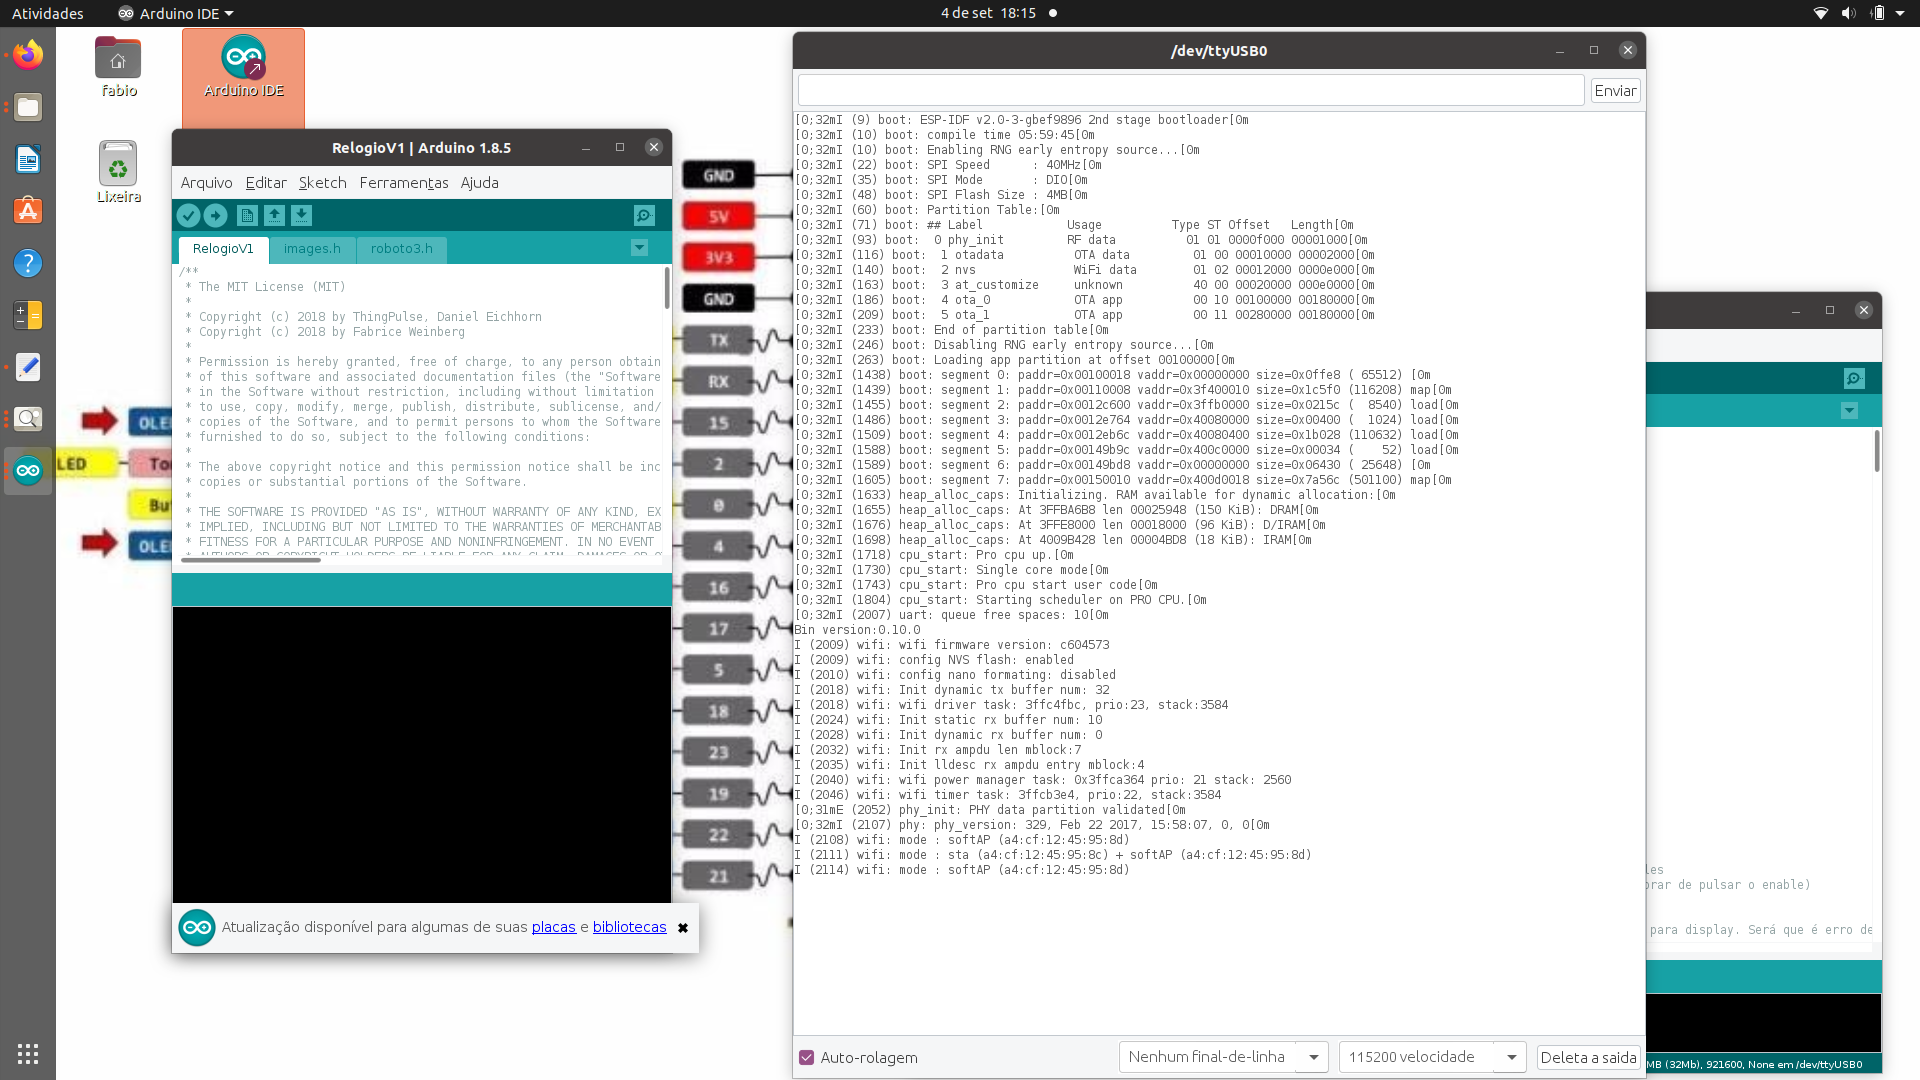 Atividades
Arduino IDE
4 de set 18:15
fabio
Arduino IDE
Lixeira
RelogioV1 | Arduino 1.8.5
Arquivo Editar Sketch Ferramentas Ajuda
RelogioV1 images.h roboto3.h
/**
* The MIT License (MIT)
*
* Copyright (c) 2018 by ThingPulse, Daniel Eichhorn
* Copyright (c) 2018 by Fabrice Weinberg
*
* Permission is hereby granted, free of charge, to any person obtain
* of this software and associated documentation files (the "Software
* in the Software without restriction, including without limitation
* to use, copy, modify, merge, publish, distribute, sublicense, and/
* copies of the Software, and to permit persons to whom the Software
* furnished to do so, subject to the following conditions:
*
* The above copyright notice and this permission notice shall be inc
* copies or substantial portions of the Software.
*
* THE SOFTWARE IS PROVIDED "AS IS", WITHOUT WARRANTY OF ANY KIND, EX
* IMPLIED, INCLUDING BUT NOT LIMITED TO THE WARRANTIES OF MERCHANTAB
* FITNESS FOR A PARTICULAR PURPOSE AND NONINFRINGEMENT. IN NO EVENT
Atualização disponível para algumas de suas placas e bibliotecas
OLE
LED
To
Bu
OLE
GND
5V
3V3
GND
TX
RX
15
2
0
4
16
17
5
18
23
19
22
21
/dev/ttyUSB0
Enviar
[0;32mI (9) boot: ESP-IDF v2.0-3-gbef9896 2nd stage bootloader[0m
[0;32mI (10) boot: compile time 05:59:45[0m
[0;32mI (10) boot: Enabling RNG early entropy source...[0m
[0;32mI (22) boot: SPI Speed : 40MHz[0m
[0;32mI (35) boot: SPI Mode : DIO[0m
[0;32mI (48) boot: SPI Flash Size : 4MB[0m
[0;32mI (60) boot: Partition Table:[0m
[0;32mI (71) boot: ## Label Usage Type ST Offset Length[0m
[0;32mI (93) boot: 0 phy_init RF data 01 01 0000f000 00001000[0m
[0;32mI (116) boot: 1 otadata OTA data 01 00 00010000 00002000[0m
[0;32mI (140) boot: 2 nvs WiFi data 01 02 00012000 0000e000[0m
[0;32mI (163) boot: 3 at_customize unknown 40 00 00020000 000e0000[0m
[0;32mI (186) boot: 4 ota_0 OTA app 00 10 00100000 00180000[0m
[0;32mI (209) boot: 5 ota_1 OTA app 00 11 00280000 00180000[0m
[0;32mI (233) boot: End of partition table[0m
[0;32mI (246) boot: Disabling RNG early entropy source...[0m
[0;32mI (263) boot: Loading app partition at offset 00100000[0m
[0;32mI (1438) boot: segment 0: paddr=0x00100018 vaddr=0x00000000 size=0x0ffe8 ( 65512) [0m
[0;32mI (1439) boot: segment 1: paddr=0x00110008 vaddr=0x3f400010 size=0x1c5f0 (116208) map[0m
[0;32mI (1455) boot: segment 2: paddr=0x0012c600 vaddr=0x3ffb0000 size=0x0215c ( 8540) load[0m
[0;32mI (1486) boot: segment 3: paddr=0x0012e764 vaddr=0x40080000 size=0x00400 ( 1024) load[0m
[0;32mI (1509) boot: segment 4: paddr=0x0012eb6c vaddr=0x40080400 size=0x1b028 (110632) load[0m
[0;32mI (1588) boot: segment 5: paddr=0x00149b9c vaddr=0x400c0000 size=0x00034 ( 52) load[0m
[0;32mI (1589) boot: segment 6: paddr=0x00149bd8 vaddr=0x00000000 size=0x06430 ( 25648) [0m
[0;32mI (1605) boot: segment 7: paddr=0x00150010 vaddr=0x400d0018 size=0x7a56c (501100) map[0m
[0;32mI (1633) heap_alloc_caps: Initializing. RAM available for dynamic allocation:[0m
[0;32mI (1655) heap_alloc_caps: At 3FFBA6B8 len 00025948 (150 KiB): DRAM[0m
[0;32mI (1676) heap_alloc_caps: At 3FFE8000 len 00018000 (96 KiB): D/IRAM[0m
[0;32mI (1698) heap_alloc_caps: At 4009B428 len 00004BD8 (18 KiB): IRAM[0m
[0;32mI (1718) cpu_start: Pro cpu up.[0m
[0;32mI (1730) cpu_start: Single core mode[0m
[0;32mI (1743) cpu_start: Pro cpu start user code[0m
[0;32mI (1804) cpu_start: Starting scheduler on PRO CPU.[0m
[0;32mI (2007) uart: queue free spaces: 10[0m
Bin version:0.10.0
I (2009) wifi: wifi firmware version: c604573
I (2009) wifi: config NVS flash: enabled
I (2010) wifi: config nano formating: disabled
I (2018) wifi: Init dynamic tx buffer num: 32
I (2018) wifi: wifi driver task: 3ffc4fbc, prio:23, stack:3584
I (2024) wifi: Init static rx buffer num: 10
I (2028) wifi: Init dynamic rx buffer num: 0
I (2032) wifi: Init rx ampdu len mblock:7
I (2035) wifi: Init lldesc rx ampdu entry mblock:4
I (2040) wifi: wifi power manager task: 0x3ffca364 prio: 21 stack: 2560
I (2046) wifi: wifi timer task: 3ffcb3e4, prio:22, stack:3584
[0;31mE (2052) phy_init: PHY data partition validated[0m
[0;32mI (2107) phy: phy_version: 329, Feb 22 2017, 15:58:07, 0, 0[0m
I (2108) wifi: mode : softAP (a4:cf:12:45:95:8d)
I (2111) wifi: mode : sta (a4:cf:12:45:95:8c) + softAP (a4:cf:12:45:95:8d)
I (2114) wifi: mode : softAP (a4:cf:12:45:95:8d)
Auto-rolagem
Nenhum final-de-linha
115200 velocidade
Deleta a saida
les
rar de pulsar o enable)
para display. Será que é erro de
MB (32Mb), 921600, None em /dev/ttyUSB0